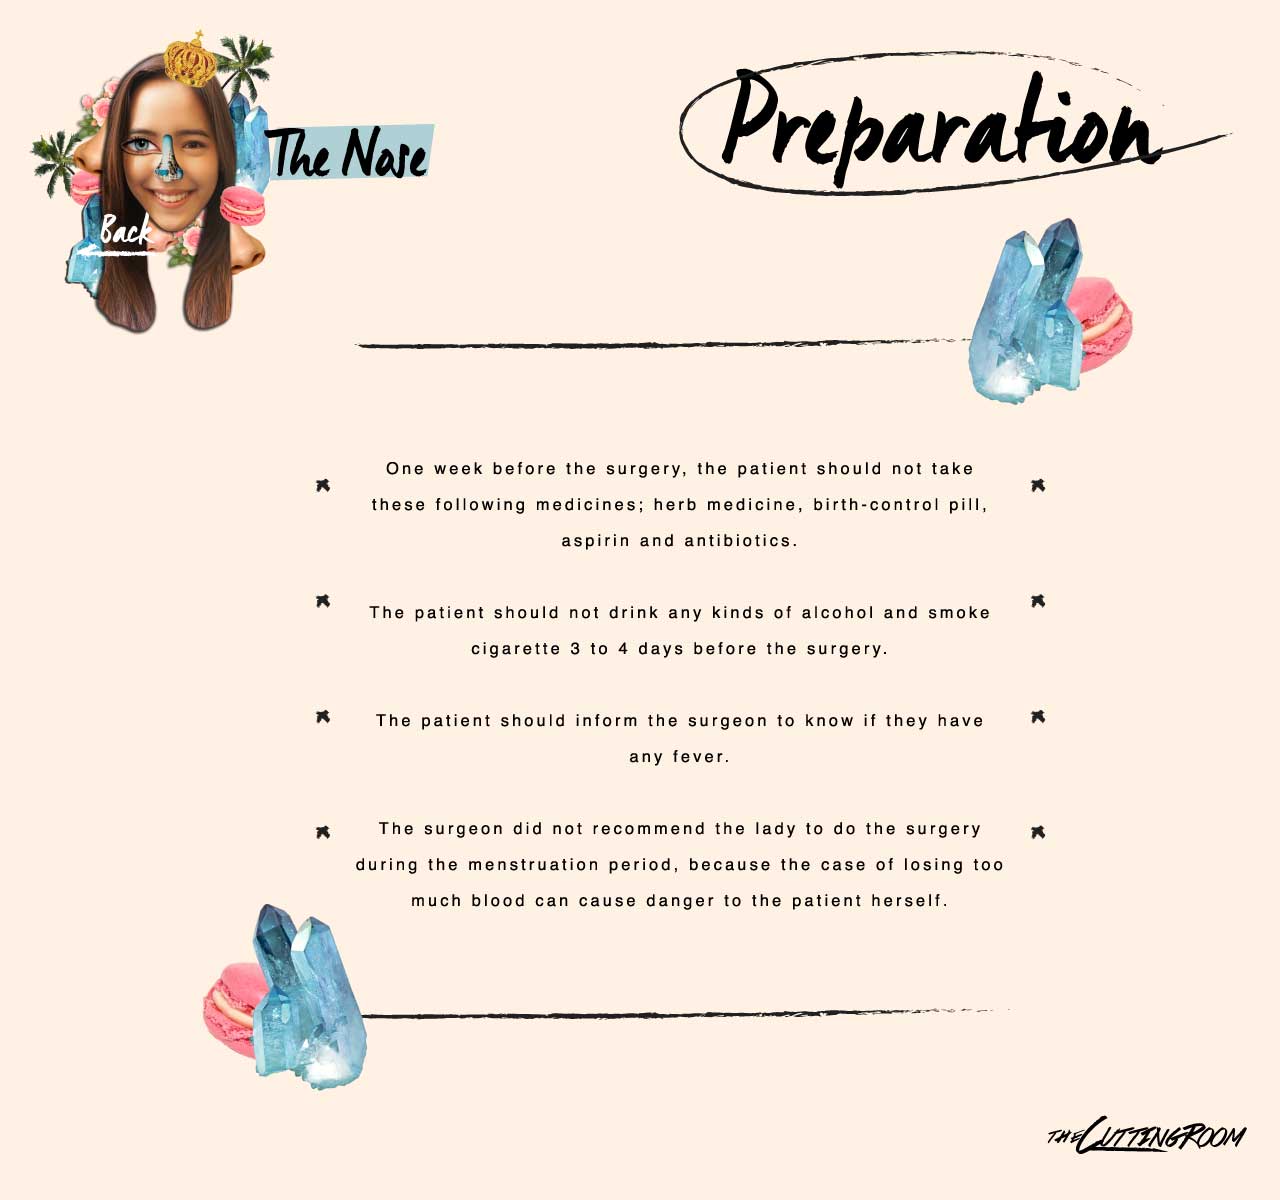 The Nose
Preparation
Back
One week before the surgery, the patient should not take
these following medicines; herb medicine, birth-control pill,
aspirin and antibiotics.
The patient should not drink any kinds of alcohol and smoke
cigarette 3 to 4 days before the surgery.
The patient should inform the surgeon to know if they have
any fever.
The surgeon did not recommend the lady to do the surgery
during the menstruation period, because the case of losing too
much blood can cause danger to the patient herself.
THE CUTTING ROOM